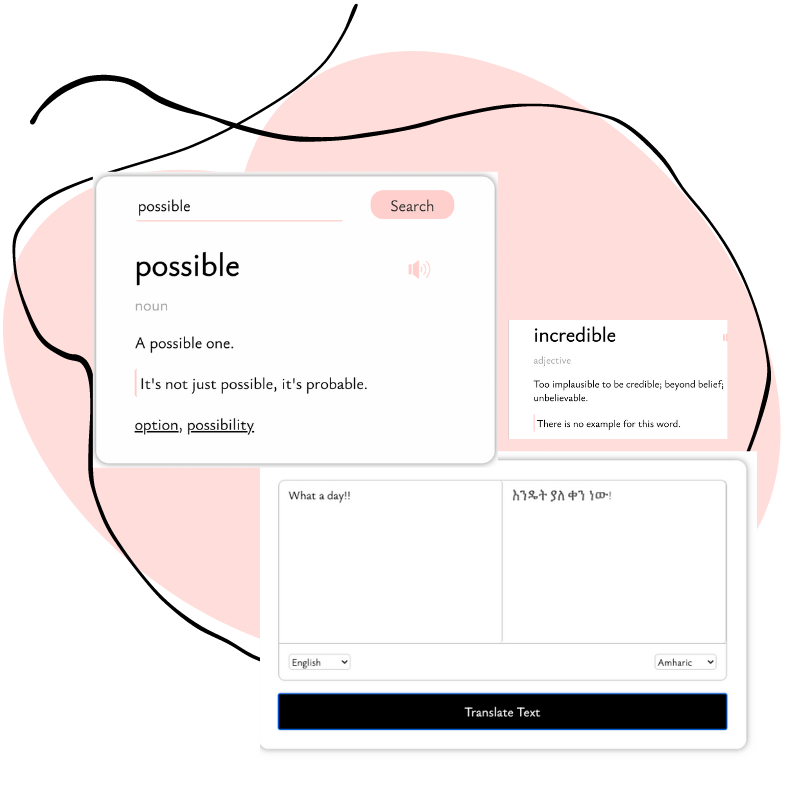 possible
Search
possible
noun
A possible one.
It's not just possible, it's probable.
option, possibility
incredible
adjective
Too implausible to be credible; beyond belief;
unbelievable.
There is no example for this word.
What a day!!
እንዴት ያለ ቀን ነው!
English
Amharic
Translate Text